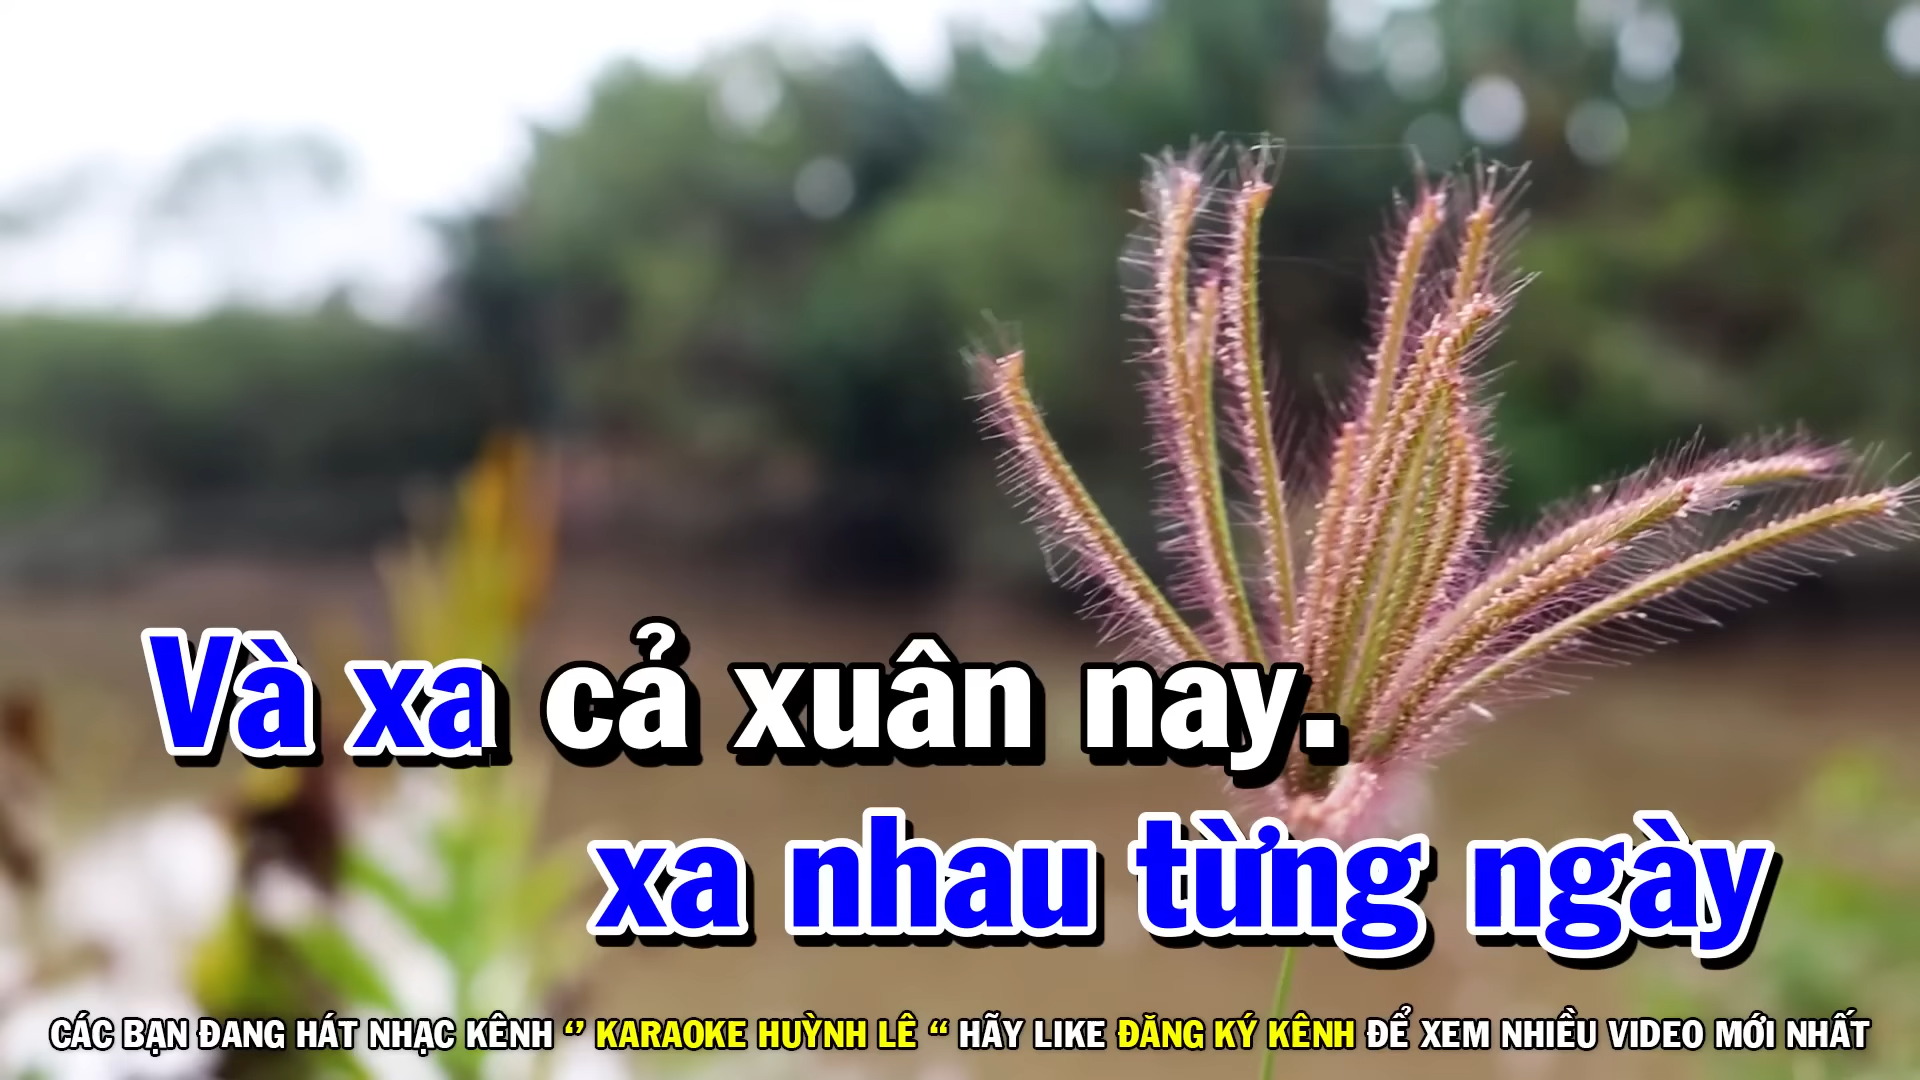 Và xa cả xuân nay.
xa nhau từng ngày
CÁC BẠN ĐANG HÁT NHẠC KÊNH “ KARAOKE HUỲNH LÊ “ HÃY LIKE ĐĂNG KÝ KÊNH ĐỂ XEM NHIỀU VIDEO MỚI NHẤT